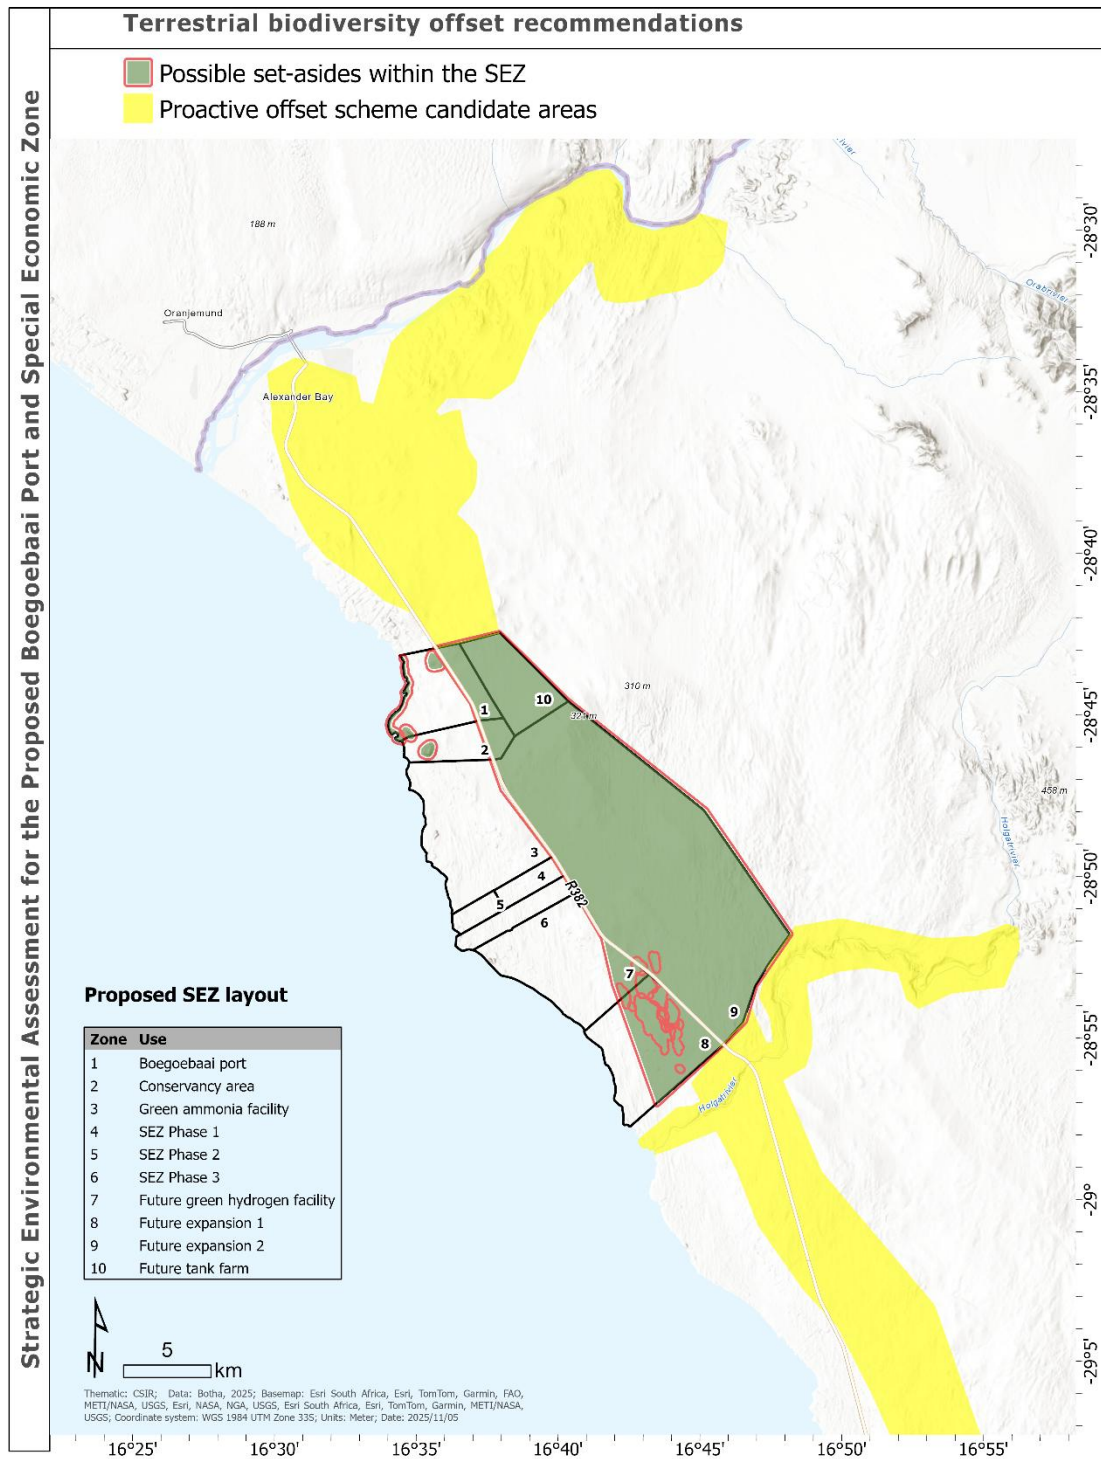 Strategic Environmental Assessment for the Proposed Boegoebaai Port and Special Economic Zone
Terrestrial biodiversity offset recommendations
Possible set-asides within the SEZ
Proactive offset scheme candidate areas
188 m
Oranjemund
Alexander Bay
Orabrivier
310 m
458 m
Holgatrivier
1
10
2
3
4
5
6
R382
7
8
9
Holgatrivier
-28°30'
-28°35'
-28°40'
-28°45'
-28°50'
-28°55'
-29°
-29°5'
Proposed SEZ layout
Zone Use
1 Boegoebaai port
2 Conservancy area
3 Green ammonia facility
4 SEZ Phase 1
5 SEZ Phase 2
6 SEZ Phase 3
7 Future green hydrogen facility
8 Future expansion 1
9 Future expansion 2
10 Future tank farm
N
5
km
Thematic: CSIR; Data: Botha, 2025; Basemap: Esri South Africa, Esri, TomTom, Garmin, FAO,
METI/NASA, USGS, Esri, NASA, NGA, USGS, Esri South Africa, Esri, TomTom, Garmin, METI/NASA,
USGS; Coordinate system: WGS 1984 UTM Zone 33S; Units: Meter; Date: 2025/11/05
16°25'
16°30'
16°35'
16°40'
16°45'
16°50'
16°55'